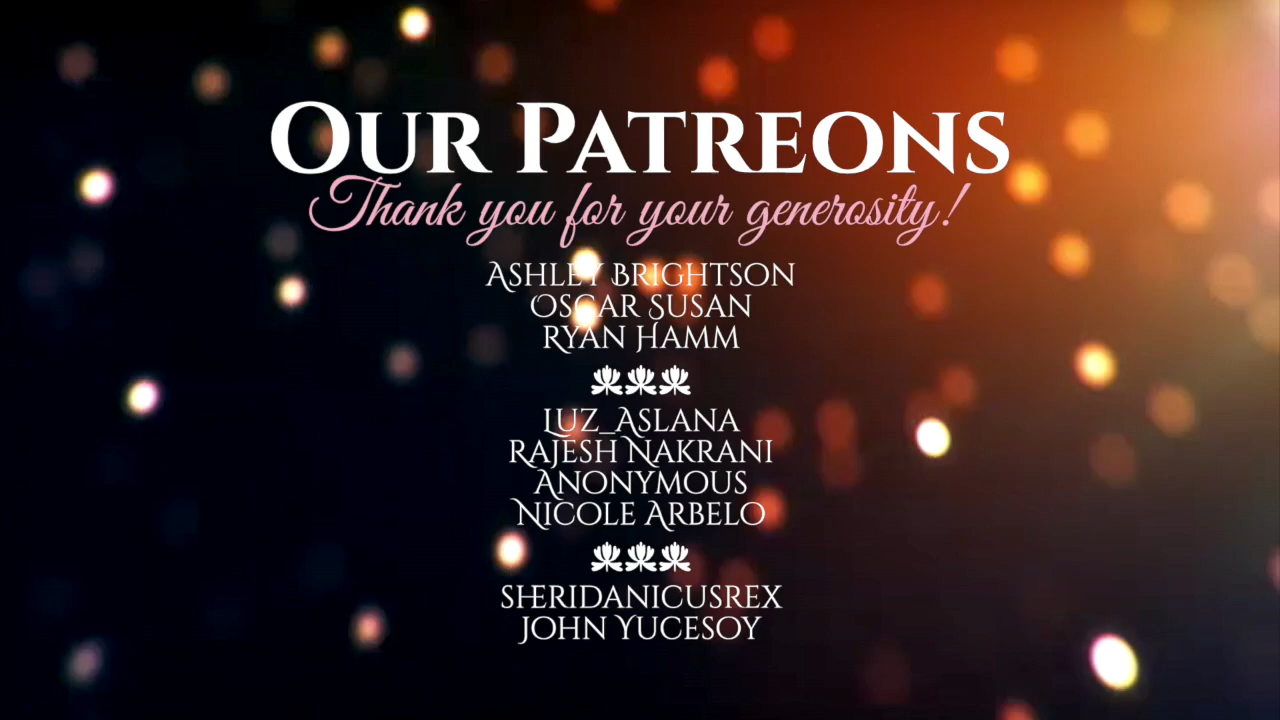 Our Patreons
Thank you for your generosity!
Ashley Brightson
Oscar Susan
Ryan Hamm
Luz_Aslana
Rajesh Nakrani
Anonymous
Nicole Arbelo
sheridanicusrex
John Yucesoy